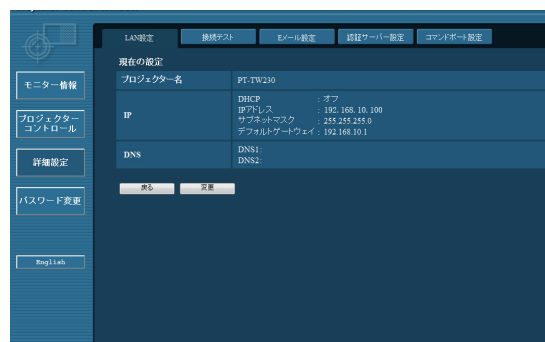 LAN設定 接続テスト Eメール設定 認証サーバー設定 コマンドポート設定
現在の設定
モニター情報
プロジェクター
コントロール
詳細設定
パスワード変更
English
プロジェクター名 PT-TW230
IP
DHCP : オフ
IPアドレス : 192.168.10.100
サブネットマスク : 255.255.255.0
デフォルトゲートウェイ : 192.168.10.1
DNS
DNS1:
DNS2:
戻る 変更